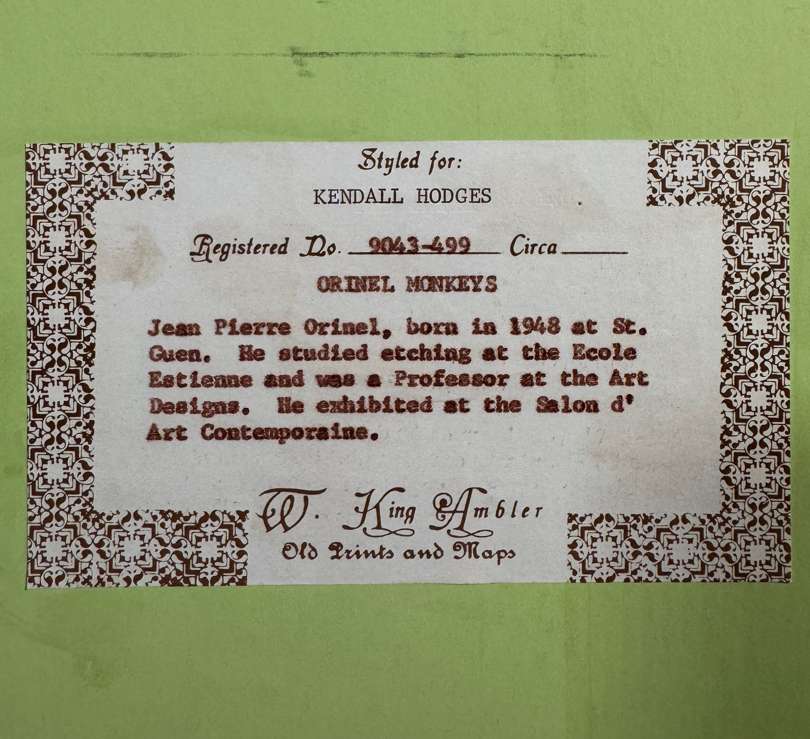 Styled for:
KENDALL HODGES
Registered No. 9043-499 Circa
ORINEL MONKEYS
Jean Pierre Orinel, born in 1948 at St.
Guen. He studied etching at the Ecole
Estienne and was a Professor at the Art
Designs. He exhibited at the Salon d'
Art Contemporaine.
W. King Ambler
Old Prints and Maps